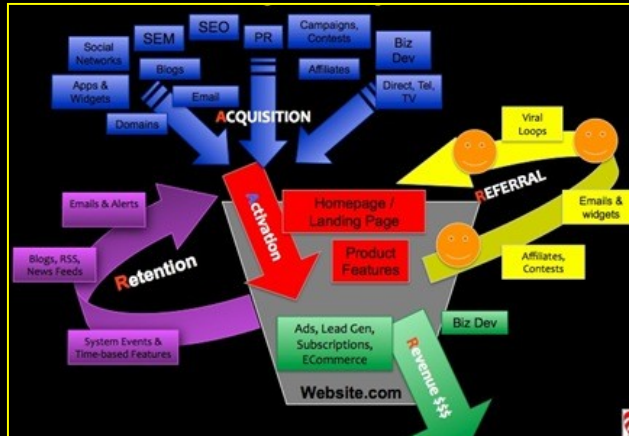 SEO
SEM
PR
Campaigns,
Contests
Social
Networks
Biz
Dev
Blogs
Affiliates
Apps &
Widgets
Email
Direct, Tel,
TV
Domains
ACQUISITION
Viral
Loops
REFERRAL
Emails & Alerts
Activation
Homepage /
Landing Page
Emails &
widgets
Blogs, RSS,
News Feeds
Retention
Product
Features
Affiliates,
Contests
System Events &
Time-based Features
Ads, Lead Gen,
Subscriptions,
ECommerce
Biz Dev
Revenue $$$
Website.com